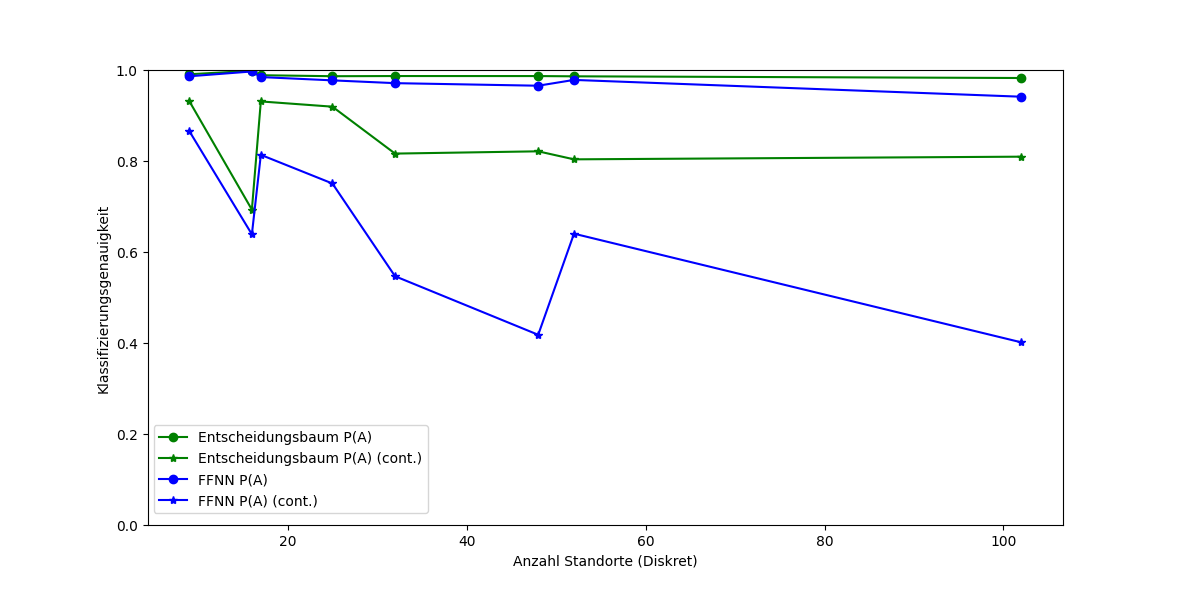 1.0
0.8
0.6
0.4
0.2
0.0
Klassifizierungsgenauigkeit
Entscheidungsbaum P(A)
Entscheidungsbaum P(A) (cont.)
FFNN P(A)
FFNN P(A) (cont.)
20 40 60 80 100
Anzahl Standorte (Diskret)